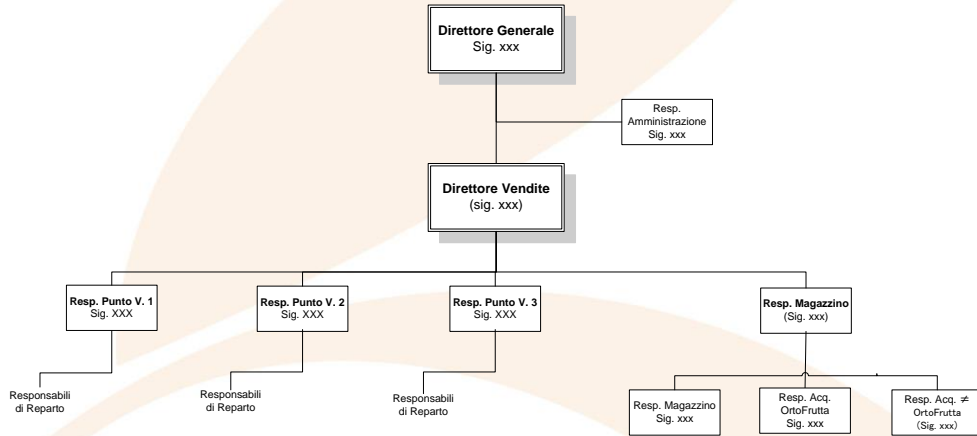 Direttore Generale
Sig. xxx
Resp.
Amministrazione
Sig. xxx
Direttore Vendite
(sig. xxx)
Resp. Punto V. 1
Sig. XXX
Resp. Punto V. 2
Sig. XXX
Resp. Punto V. 3
Sig. XXX
Resp. Magazzino
(Sig. xxx)
Responsabili
di Reparto
Responsabili
di Reparto
Responsabili
di Reparto
Resp. Magazzino
Sig. xxx
Resp. Acq.
OrtoFrutta
Sig. xxx
Resp. Acq. ≠
OrtoFrutta
(Sig. xxx)